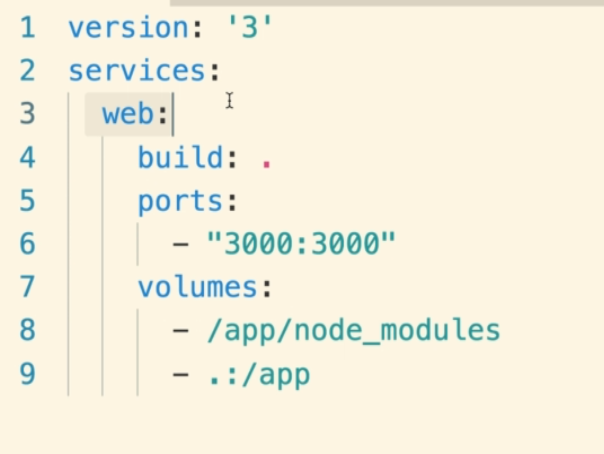 1 version: '3'
2 services:
3   web:
4     build: .
5     ports:
6       - "3000:3000"
7     volumes:
8       - /app/node_modules
9       - .:/app